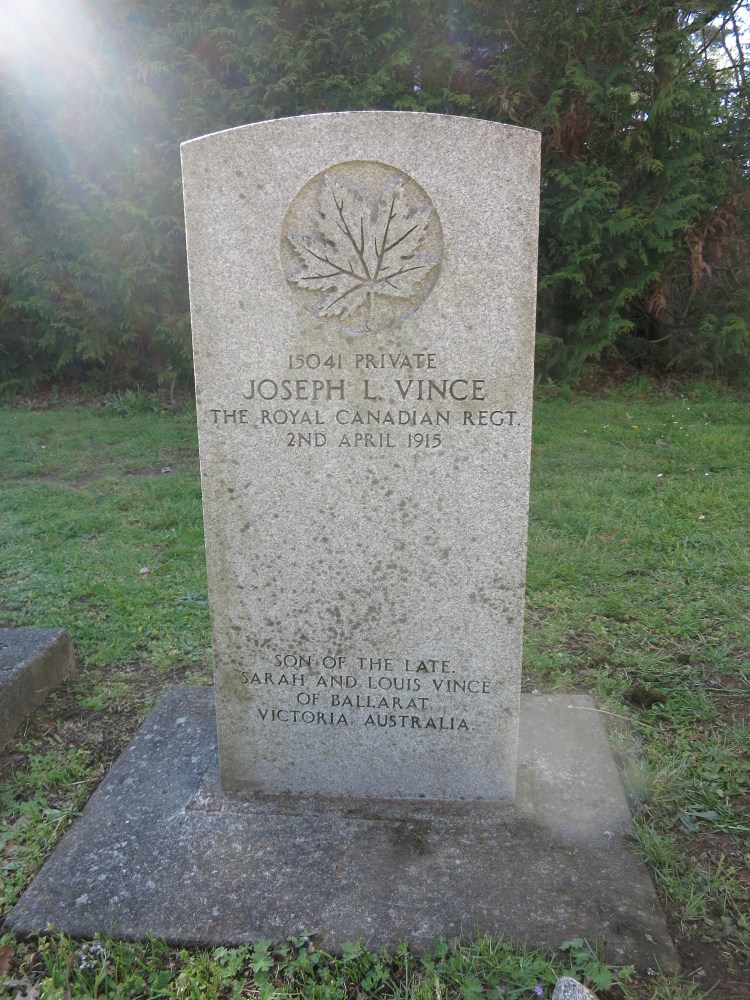 15041 PRIVATE
JOSEPH L. VINCE
THE ROYAL CANADIAN REGT.
2ND APRIL 1915
SON OF THE LATE.
SARAH AND LOUIS VINCE
OF BALLARAT.
VICTORIA. AUSTRALIA.